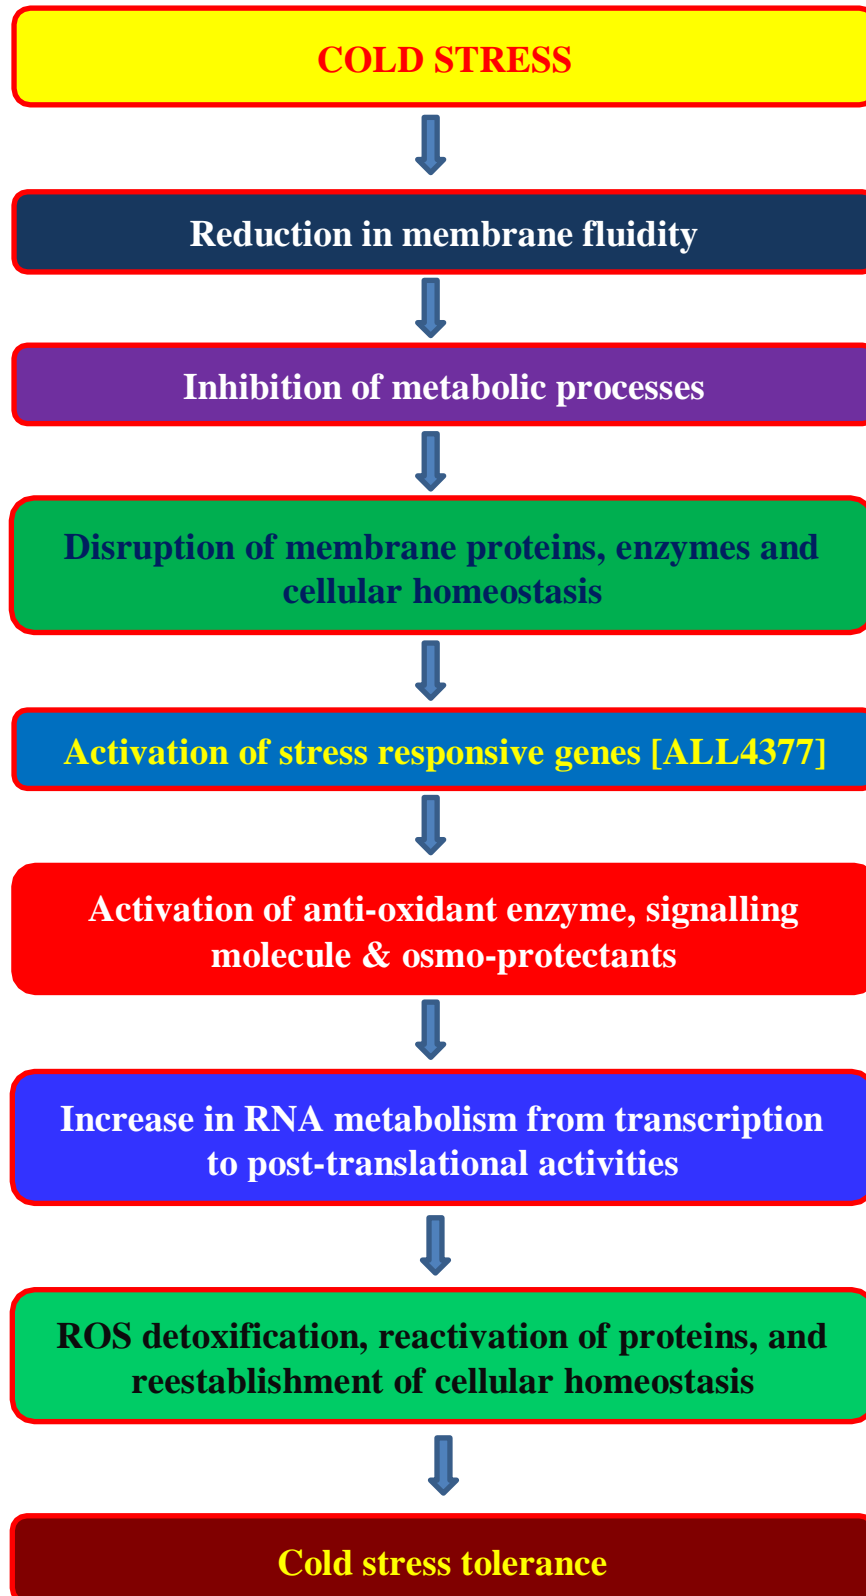 COLD STRESS
Reduction in membrane fluidity
Inhibition of metabolic processes
Disruption of membrane proteins, enzymes and
cellular homeostasis
Activation of stress responsive genes [ALL4377]
Activation of anti-oxidant enzyme, signalling
molecule & osmo-protectants
Increase in RNA metabolism from transcription
to post-translational activities
ROS detoxification, reactivation of proteins, and
reestablishment of cellular homeostasis
Cold stress tolerance